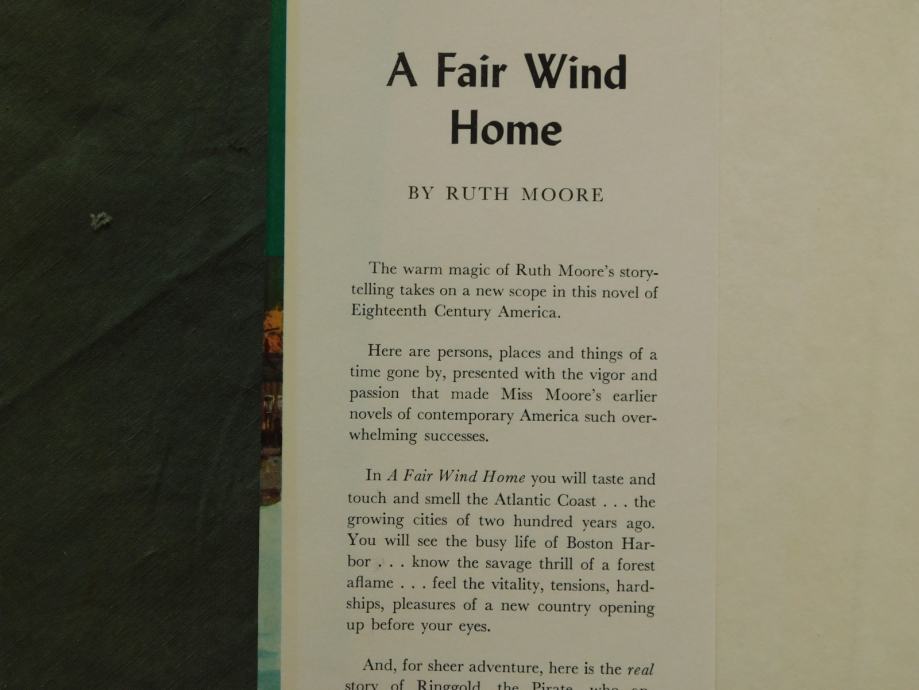 A Fair Wind
Home
BY RUTH MOORE
The warm magic of Ruth Moore's story-
telling takes on a new scope in this novel of
Eighteenth Century America.
Here are persons, places and things of a
time gone by, presented with the vigor and
passion that made Miss Moore's earlier
novels of contemporary America such over-
whelming successes.
In A Fair Wind Home you will taste and
touch and smell the Atlantic Coast . . . the
growing cities of two hundred years ago.
You will see the busy life of Boston Har-
bor . . . know the savage thrill of a forest
aflame . . . feel the vitality, tensions, hard-
ships, pleasures of a new country opening
up before your eyes.
And, for sheer adventure, here is the real
story of Ringgold, the Pirate, who